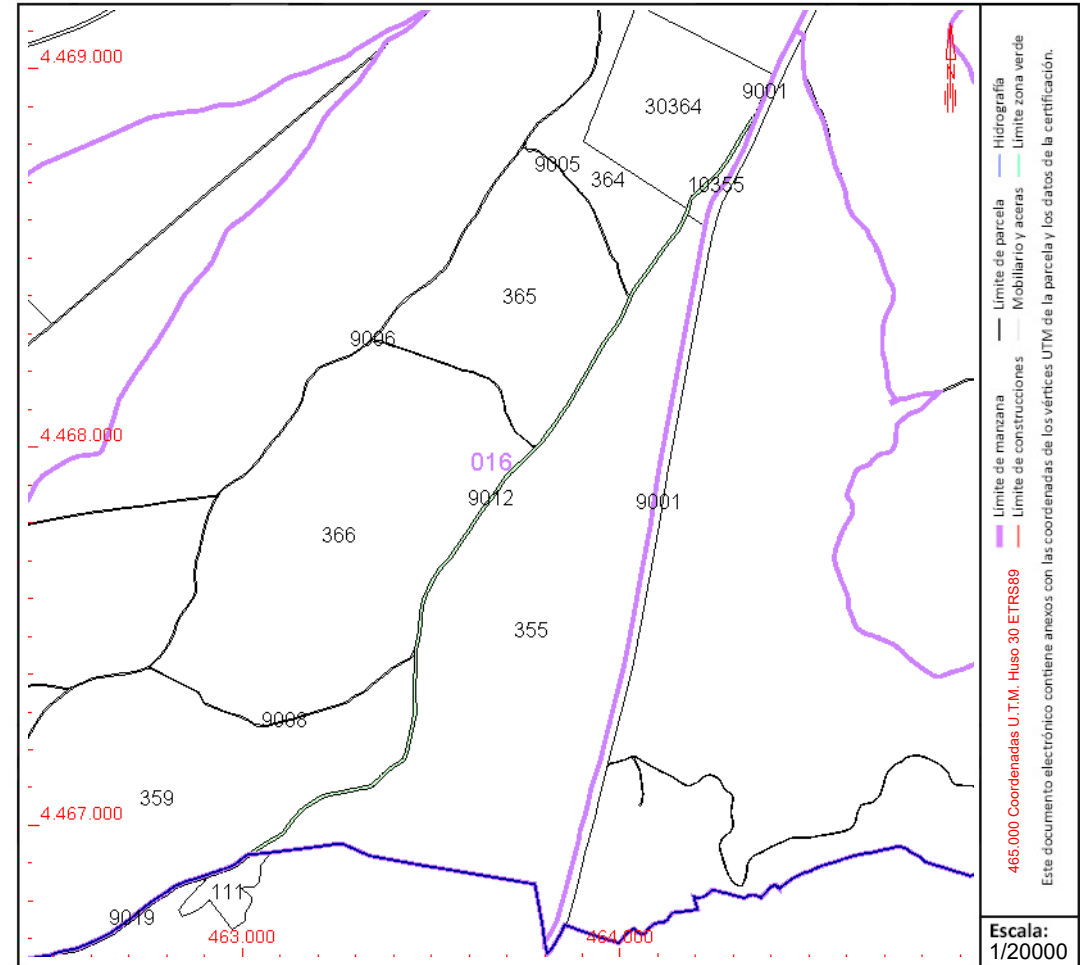 4.469.000
9001
30364
9005
364
10355
365
9006
4.468.000
016
9012
9001
366
355
9008
359
4.467.000
111
9019
463.000
464.000
N
Límite de manzana
Límite de parcela
Hidrografía
Límite de construcciones
Mobiliario y aceras
Límite zona verde
465.000 Coordenadas U.T.M. Huso 30 ETRS89
Este documento electrónico contiene anexos con las coordenadas de los vértices UTM de la parcela y los datos de la certificación.
Escala:
1/20000